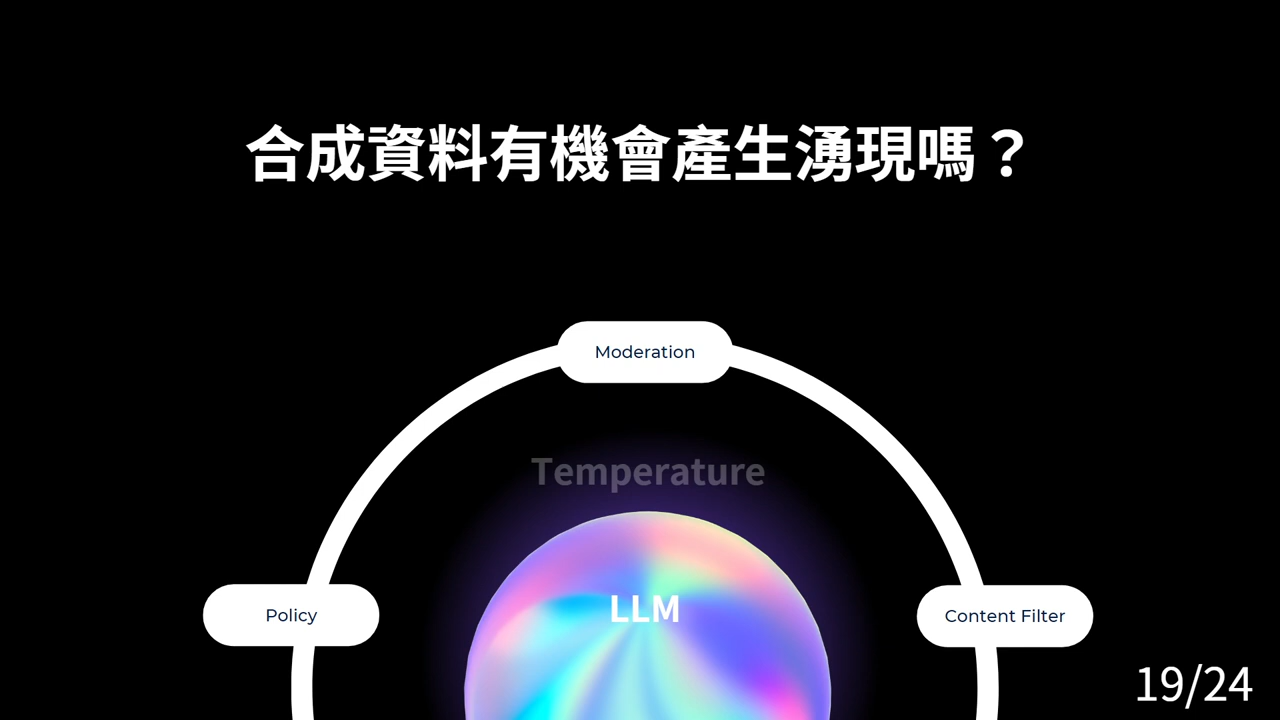 合成資料有機會產生湧現嗎？
Moderation
Temperature
LLM
Policy
Content Filter
19/24